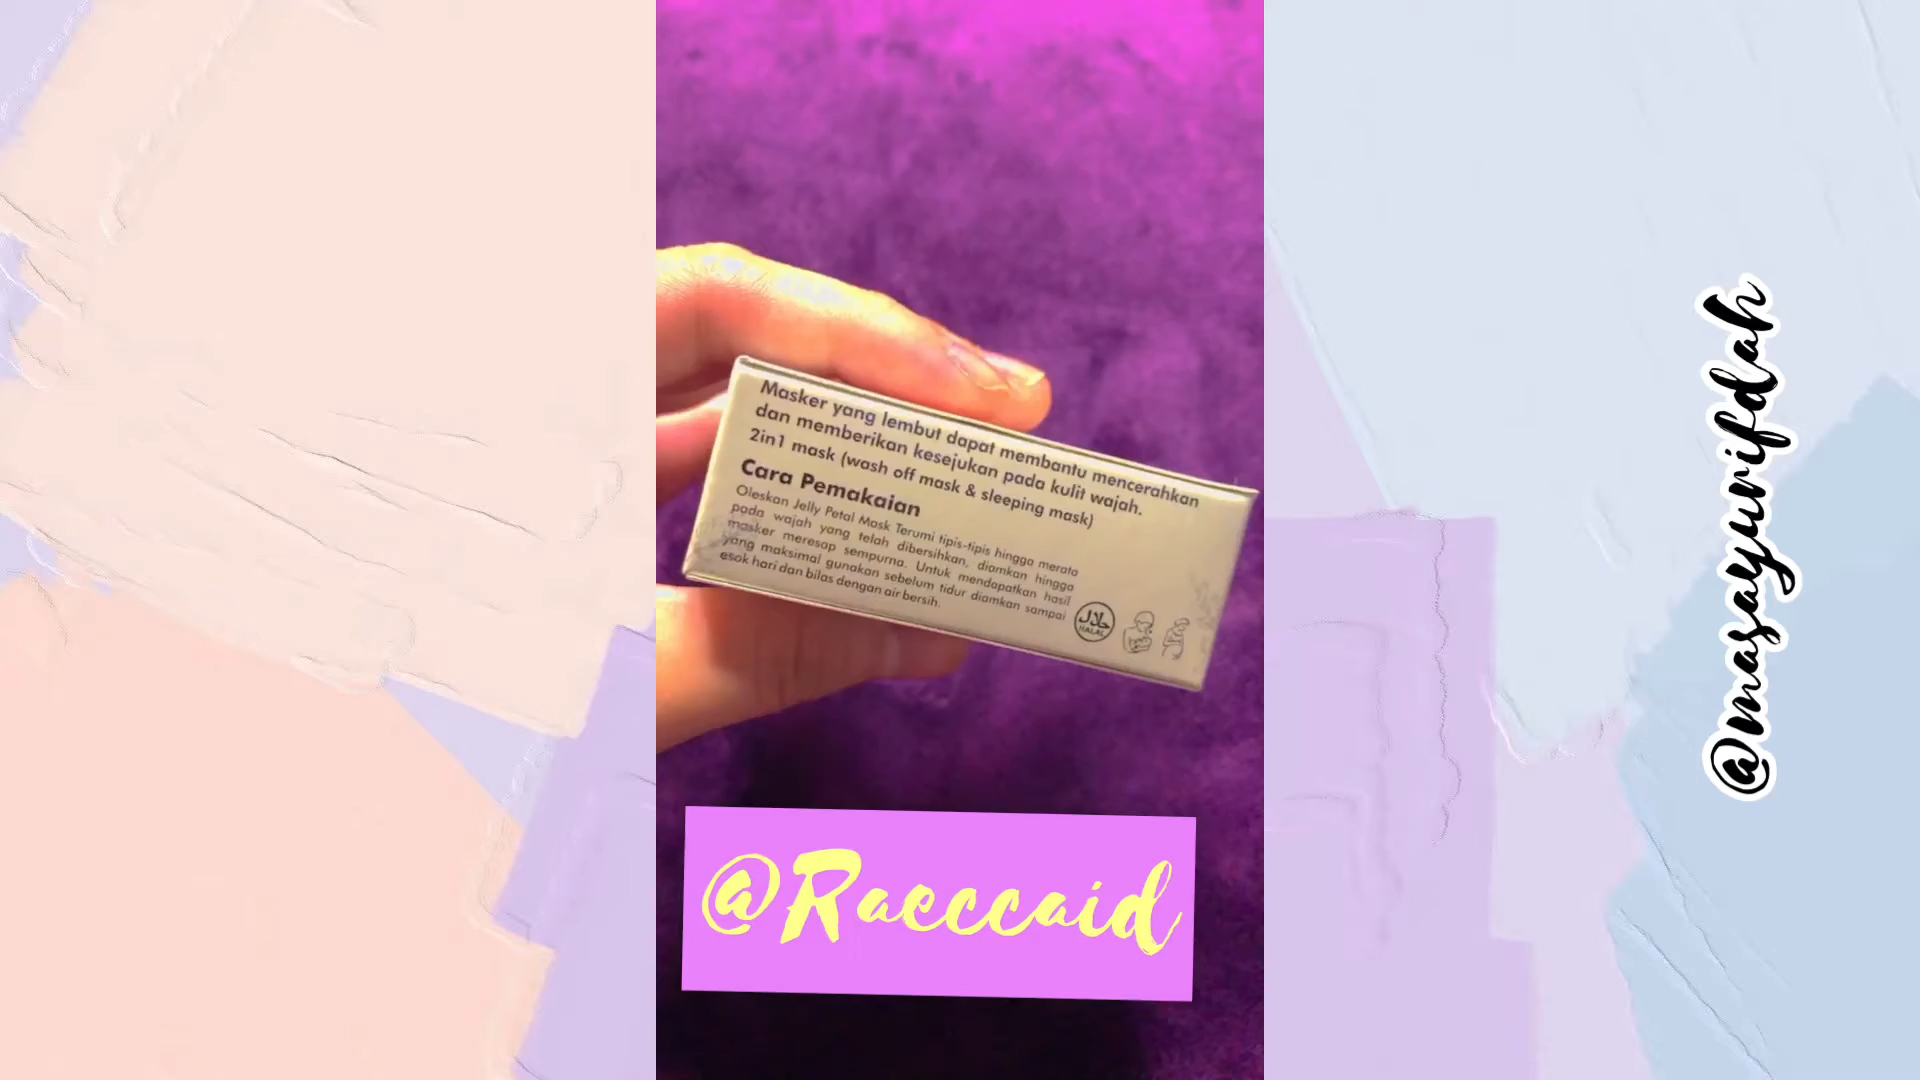 Masker yang lembut dapat membantu mencerahkan
dan memberikan kesejukan pada kulit wajah.
2in1 mask (wash off mask & sleeping mask)
Cara Pemakaian
Oleskan Jelly Petal Mask Terumi tipis-tipis hingga merata
pada wajah yang telah dibersihkan, diamkan hingga
masker meresap sempurna. Untuk mendapatkan hasil
yang maksimal gunakan sebelum tidur diamkan sampai
esok hari dan bilas dengan air bersih.
حلال
HALAL
@Raeccaid
@masayunifdah